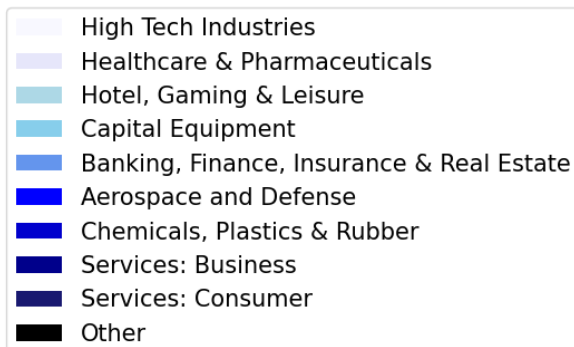 High Tech Industries
Healthcare & Pharmaceuticals
Hotel, Gaming & Leisure
Capital Equipment
Banking, Finance, Insurance & Real Estate
Aerospace and Defense
Chemicals, Plastics & Rubber
Services: Business
Services: Consumer
Other